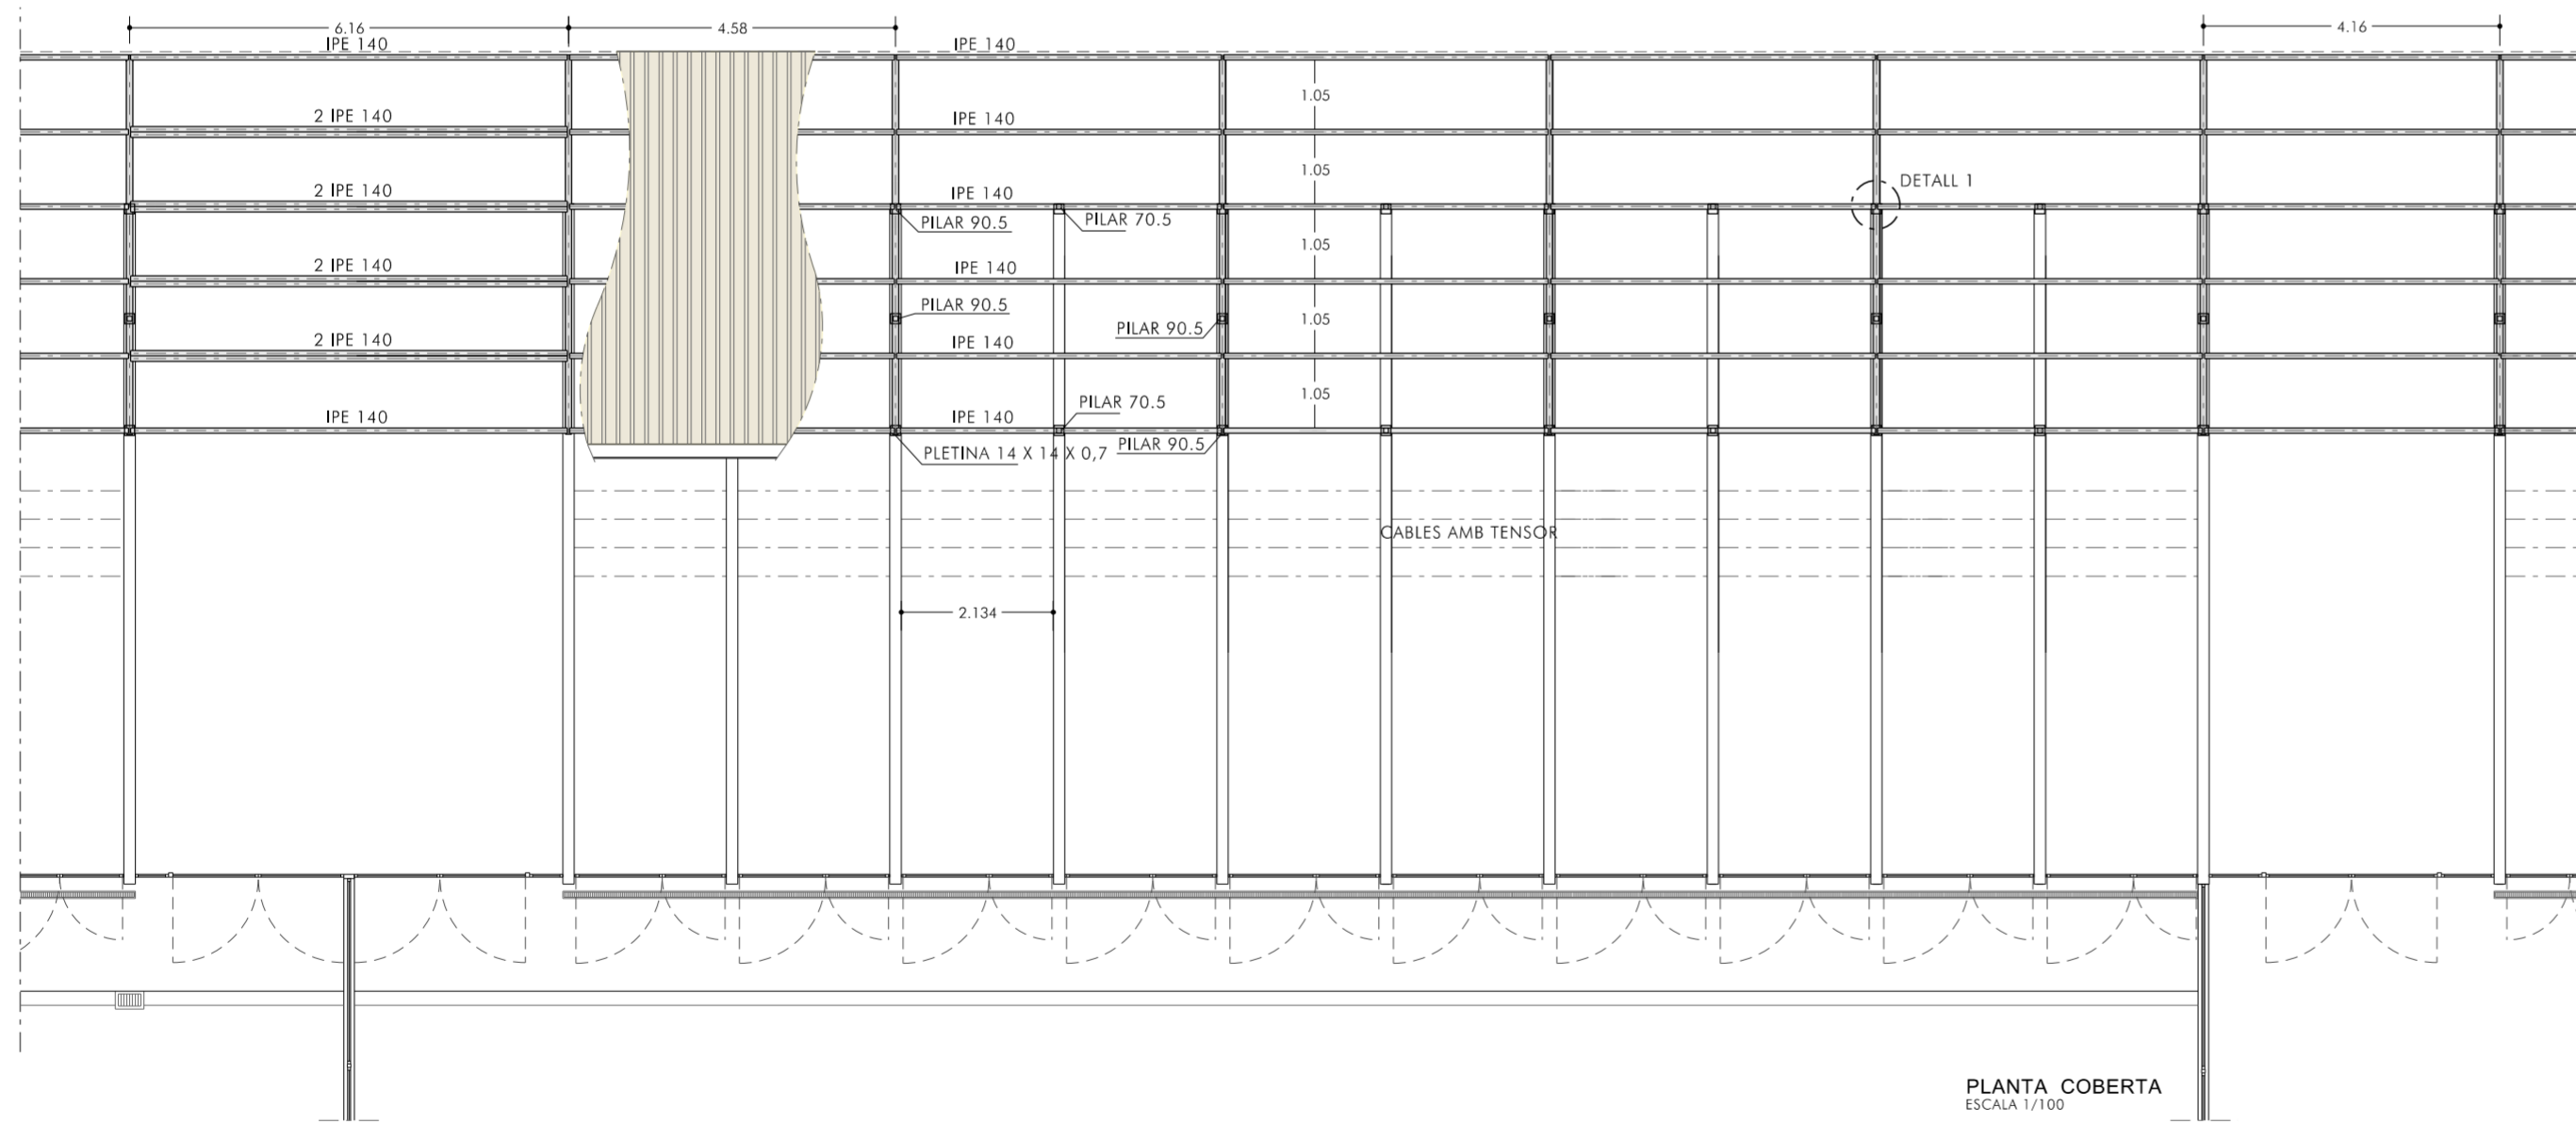 6.16
4.58
4.16
IPE 140
IPE 140
1.05
2 IPE 140
IPE 140
1.05
DETALL 1
2 IPE 140
IPE 140
PILAR 90.5
PILAR 70.5
1.05
2 IPE 140
IPE 140
PILAR 90.5
PILAR 90.5
1.05
2 IPE 140
IPE 140
1.05
PILAR 70.5
IPE 140
IPE 140
PLETINA 14 X 14 X 0,7
PILAR 90.5
CABLES AMB TENSOR
2.134
PLANTA COBERTA
ESCALA 1/100